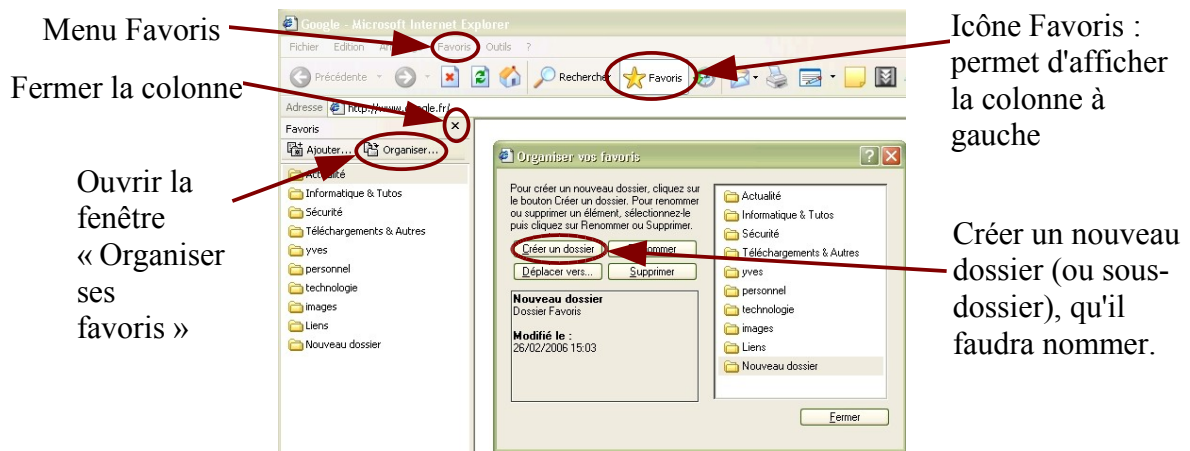 Menu Favoris
Fermer la colonne
Ouvrir la
fenêtre
« Organiser
ses
favoris »
Google - Microsoft Internet Explorer
Fichier Edition Favoris Outils ?
Précédente Rechercher Favoris
Adresse http://www.google.fr/
Favoris
Ajouter... Organiser...
Actualité
Informatique & Tutos
Sécurité
Téléchargements & Autres
yves
personnel
technologie
images
Liens
Nouveau dossier
Organiser vos favoris
Pour créer un nouveau dossier, cliquez sur
le bouton Créer un dossier. Pour renommer
ou supprimer un élément, sélectionnez-le
puis cliquez sur Renommer ou Supprimer.
Créer un dossier Renommer
Déplacer vers... Supprimer
Nouveau dossier
Dossier Favoris
Modifié le :
26/02/2006 15:03
Actualité
Informatique & Tutos
Sécurité
Téléchargements & Autres
yves
personnel
technologie
images
Liens
Nouveau dossier
Fermer
Icône Favoris :
permet d'afficher
la colonne à
gauche
Créer un nouveau
dossier (ou sous-
dossier), qu'il
faudra nommer.